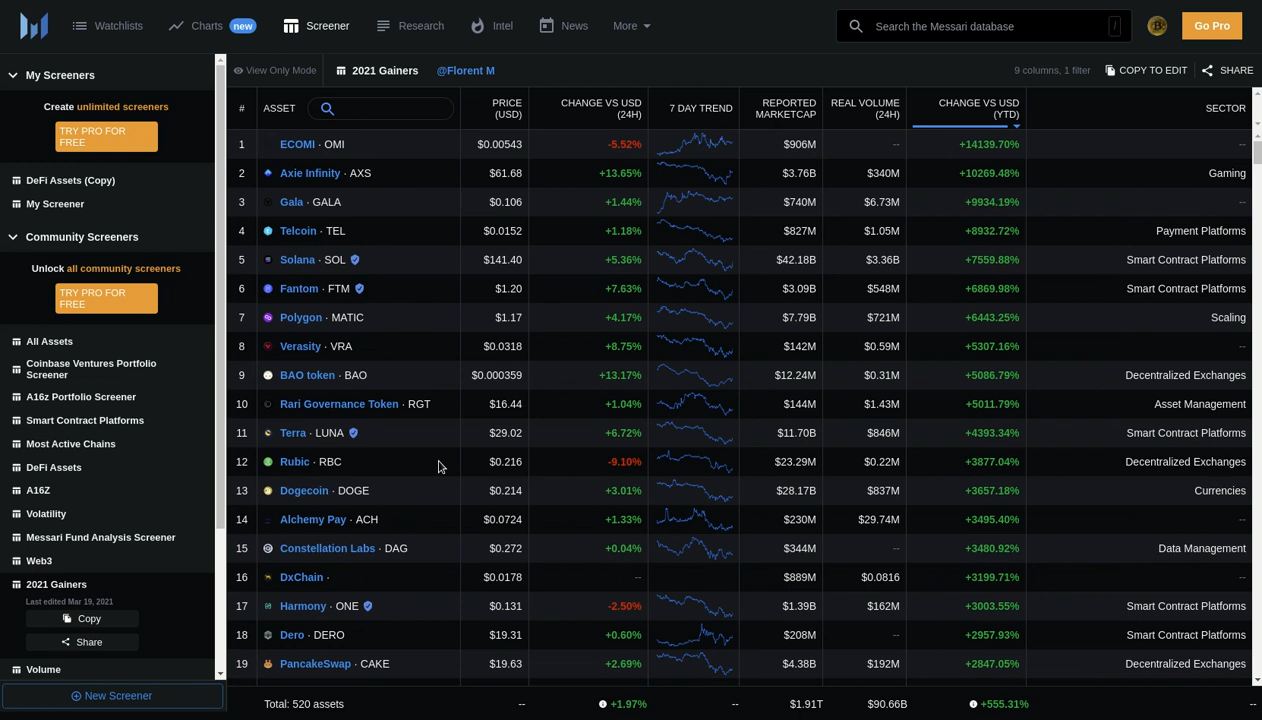 Watchlists
Charts new
Screener
Research
Intel
News
More
Search the Messari database /
Go Pro
My Screeners
Create unlimited screeners
TRY PRO FOR
FREE
DeFi Assets (Copy)
My Screener
Community Screeners
Unlock all community screeners
TRY PRO FOR
FREE
All Assets
Coinbase Ventures Portfolio
Screener
A16z Portfolio Screener
Smart Contract Platforms
Most Active Chains
DeFi Assets
A16Z
Volatility
Messari Fund Analysis Screener
Web3
2021 Gainers
Last edited Mar 19, 2021
Copy
Share
Volume
New Screener
View Only Mode
2021 Gainers
@Florent M
9 columns, 1 filter
COPY TO EDIT
SHARE
# ASSET PRICE (USD) CHANGE VS USD (24H) 7 DAY TREND REPORTED MARKETCAP REAL VOLUME (24H) CHANGE VS USD (YTD) SECTOR
1 ECOMI · OMI $0.00543 -5.52% $906M -- +14139.70% --
2 Axie Infinity · AXS $61.68 +13.65% $3.76B $340M +10269.48% Gaming
3 Gala · GALA $0.106 +1.44% $740M $6.73M +9934.19% --
4 Telcoin · TEL $0.0152 +1.18% $827M $1.05M +8932.72% Payment Platforms
5 Solana · SOL $141.40 +5.36% $42.18B $3.36B +7559.88% Smart Contract Platforms
6 Fantom · FTM $1.20 +7.63% $3.09B $548M +6869.98% Smart Contract Platforms
7 Polygon · MATIC $1.17 +4.17% $7.79B $721M +6443.25% Scaling
8 Verasity · VRA $0.0318 +8.75% $142M $0.59M +5307.16% --
9 BAO token · BAO $0.000359 +13.17% $12.24M $0.31M +5086.79% Decentralized Exchanges
10 Rari Governance Token · RGT $16.44 +1.04% $144M $1.43M +5011.79% Asset Management
11 Terra · LUNA $29.02 +6.72% $11.70B $846M +4393.34% Smart Contract Platforms
12 Rubic · RBC $0.216 -9.10% $23.29M $0.22M +3877.04% Decentralized Exchanges
13 Dogecoin · DOGE $0.214 +3.01% $28.17B $837M +3657.18% Currencies
14 Alchemy Pay · ACH $0.0724 +1.33% $230M $29.74M +3495.40% --
15 Constellation Labs · DAG $0.272 +0.04% $344M -- +3480.92% Data Management
16 DxChain · $0.0178 -- $889M $0.0816 +3199.71% --
17 Harmony · ONE $0.131 -2.50% $1.39B $162M +3003.55% Smart Contract Platforms
18 Dero · DERO $19.31 +0.60% $208M -- +2957.93% Smart Contract Platforms
19 PancakeSwap · CAKE $19.63 +2.69% $4.38B $192M +2847.05% Decentralized Exchanges
Total: 520 assets -- +1.97% -- $1.91T $90.66B +555.31% --